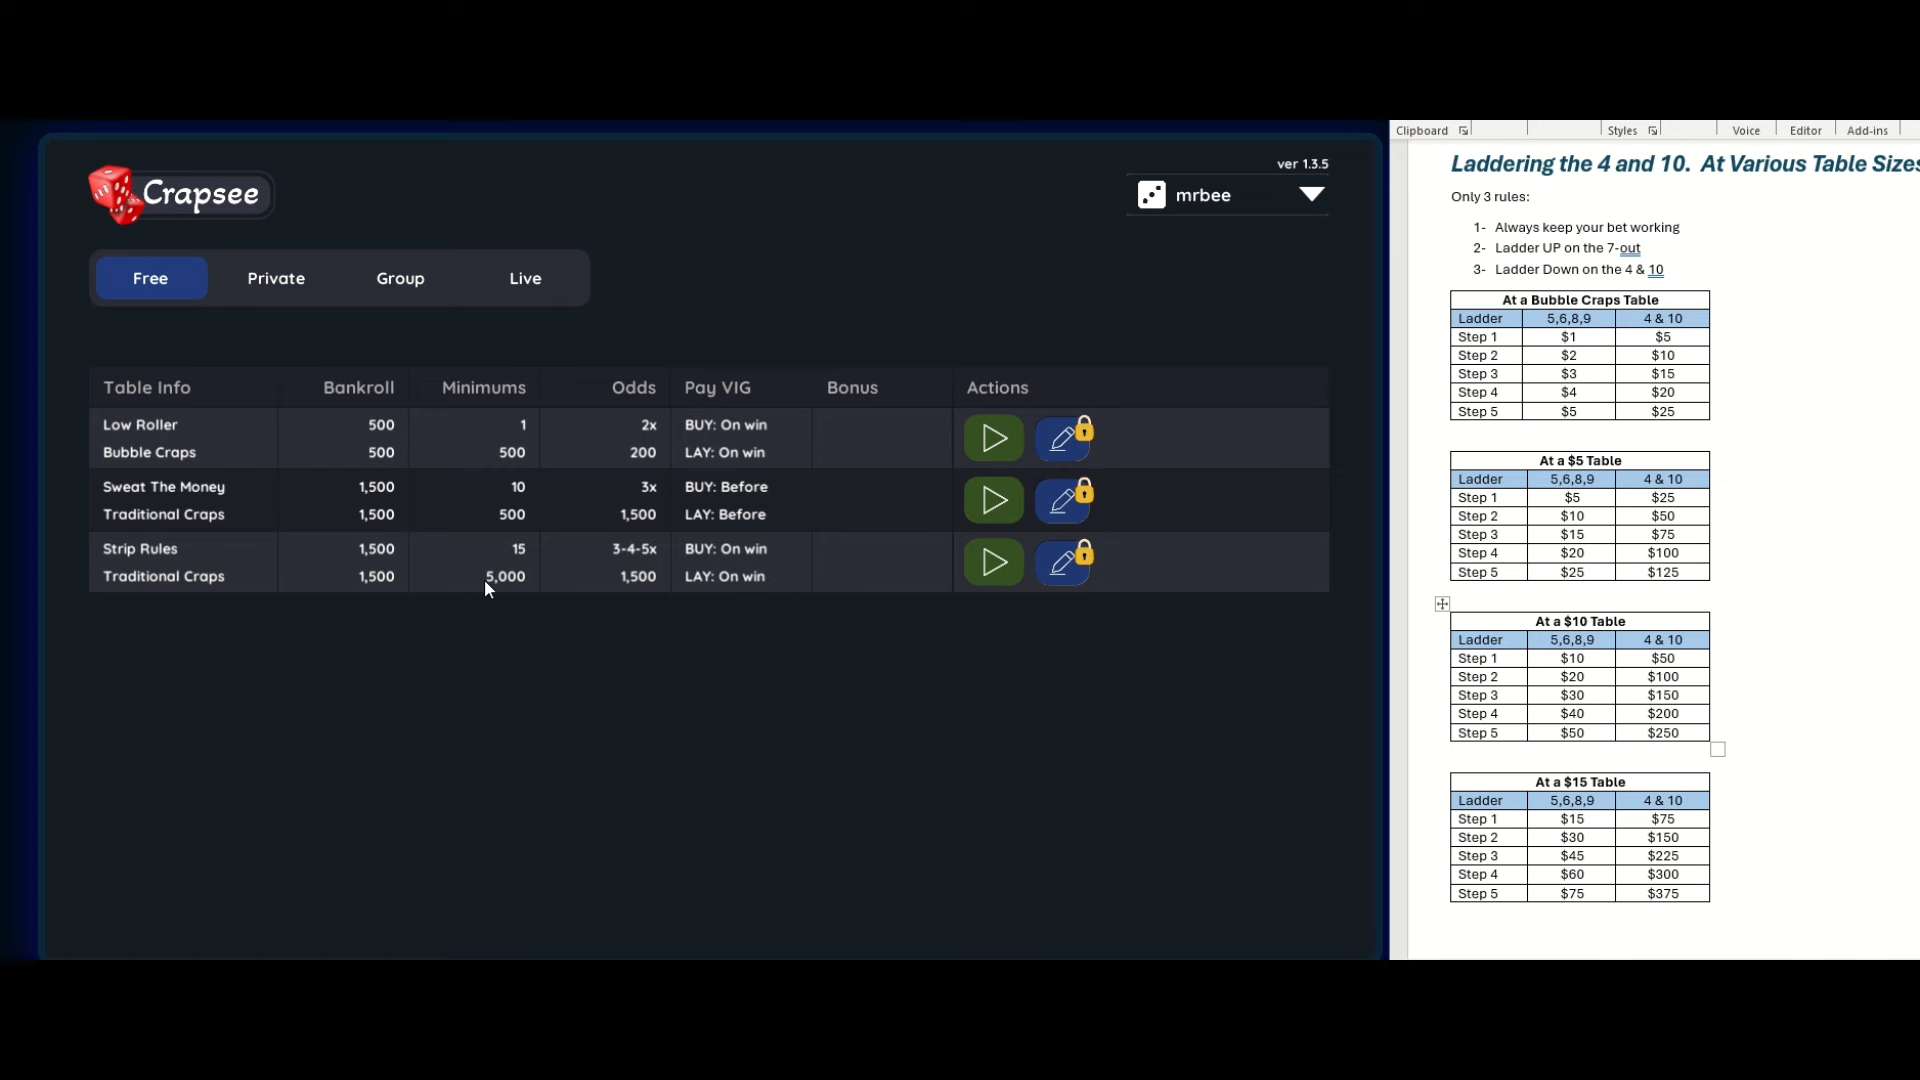 Crapsee
ver 1.3.5
mrbee
Free Private Group Live
Table Info Bankroll Minimums Odds Pay VIG Bonus Actions
Low Roller 500 1 2x BUY: On win
Bubble Craps 500 500 200 LAY: On win
Sweat The Money 1,500 10 3x BUY: Before
Traditional Craps 1,500 500 1,500 LAY: Before
Strip Rules 1,500 15 3-4-5x BUY: On win
Traditional Craps 1,500 5,000 1,500 LAY: On win
Clipboard Styles Voice Editor Add-ins
Laddering the 4 and 10. At Various Table Sizes
Only 3 rules:
1- Always keep your bet working
2- Ladder UP on the 7-out
3- Ladder Down on the 4 & 10
At a Bubble Craps Table
Ladder 5,6,8,9 4 & 10
Step 1 $1 $5
Step 2 $2 $10
Step 3 $3 $15
Step 4 $4 $20
Step 5 $5 $25
At a $5 Table
Ladder 5,6,8,9 4 & 10
Step 1 $5 $25
Step 2 $10 $50
Step 3 $15 $75
Step 4 $20 $100
Step 5 $25 $125
At a $10 Table
Ladder 5,6,8,9 4 & 10
Step 1 $10 $50
Step 2 $20 $100
Step 3 $30 $150
Step 4 $40 $200
Step 5 $50 $250
At a $15 Table
Ladder 5,6,8,9 4 & 10
Step 1 $15 $75
Step 2 $30 $150
Step 3 $45 $225
Step 4 $60 $300
Step 5 $75 $375